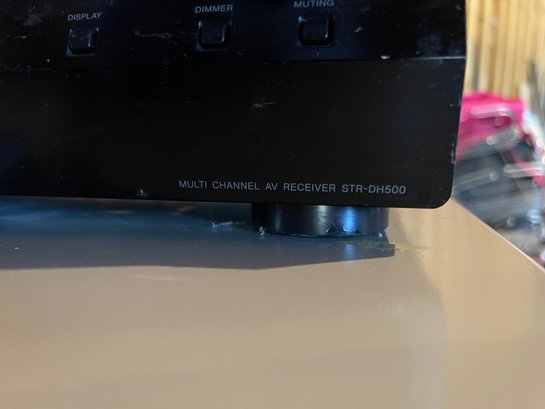 DISPLAY DIMMER MUTING
MULTI CHANNEL AV RECEIVER STR-DH500